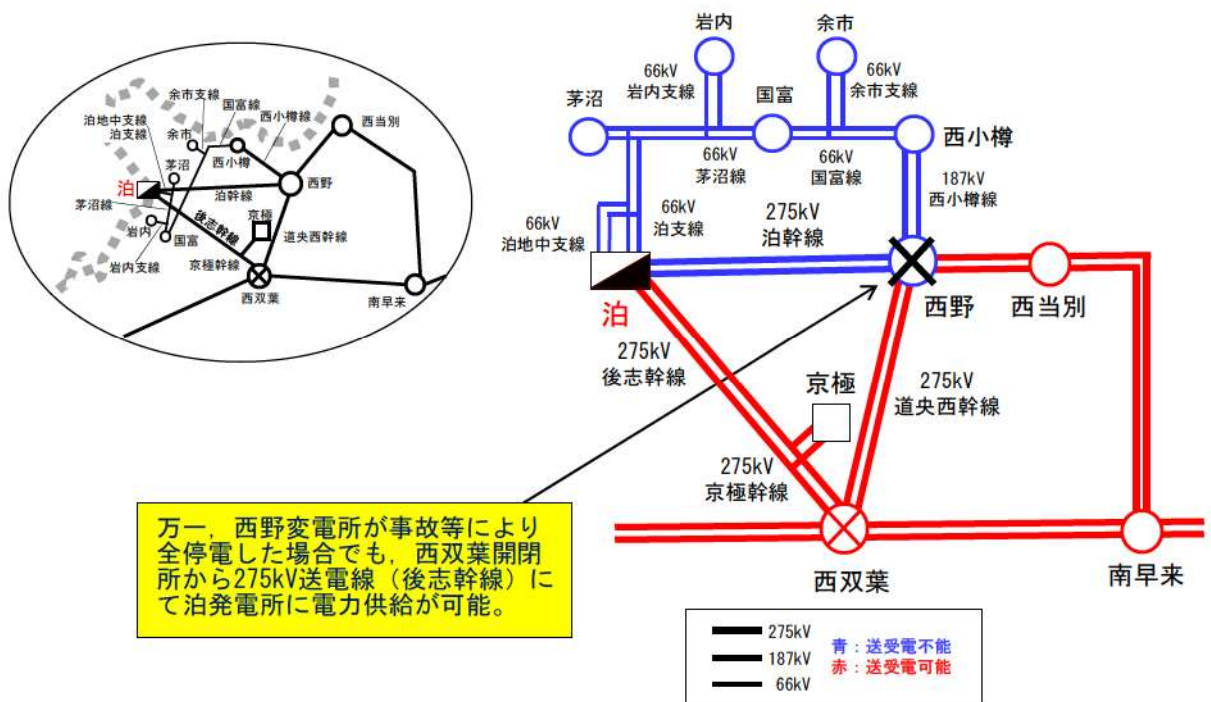 余市支線
国富線
西小樽線
泊地中支線
泊支線
余市
西当別
茅沼
西小樽
泊
西野
泊幹線
茅沼線
後志幹線
京極
岩内
道央西幹線
国富
京極幹線
岩内支線
西双葉
南早来
岩内
余市
66kV
岩内支線
66kV
余市支線
茅沼
国富
西小樽
66kV
茅沼線
66kV
国富線
187kV
西小樽線
66kV
泊地中支線
66kV
泊支線
275kV
泊幹線
泊
西野
西当別
275kV
後志幹線
京極
275kV
道央西幹線
275kV
京極幹線
西双葉
南早来
万一，西野変電所が事故等により
全停電した場合でも，西双葉開閉
所から275kV送電線（後志幹線）に
て泊発電所に電力供給が可能。
275kV
187kV
66kV
青：送受電不能
赤：送受電可能